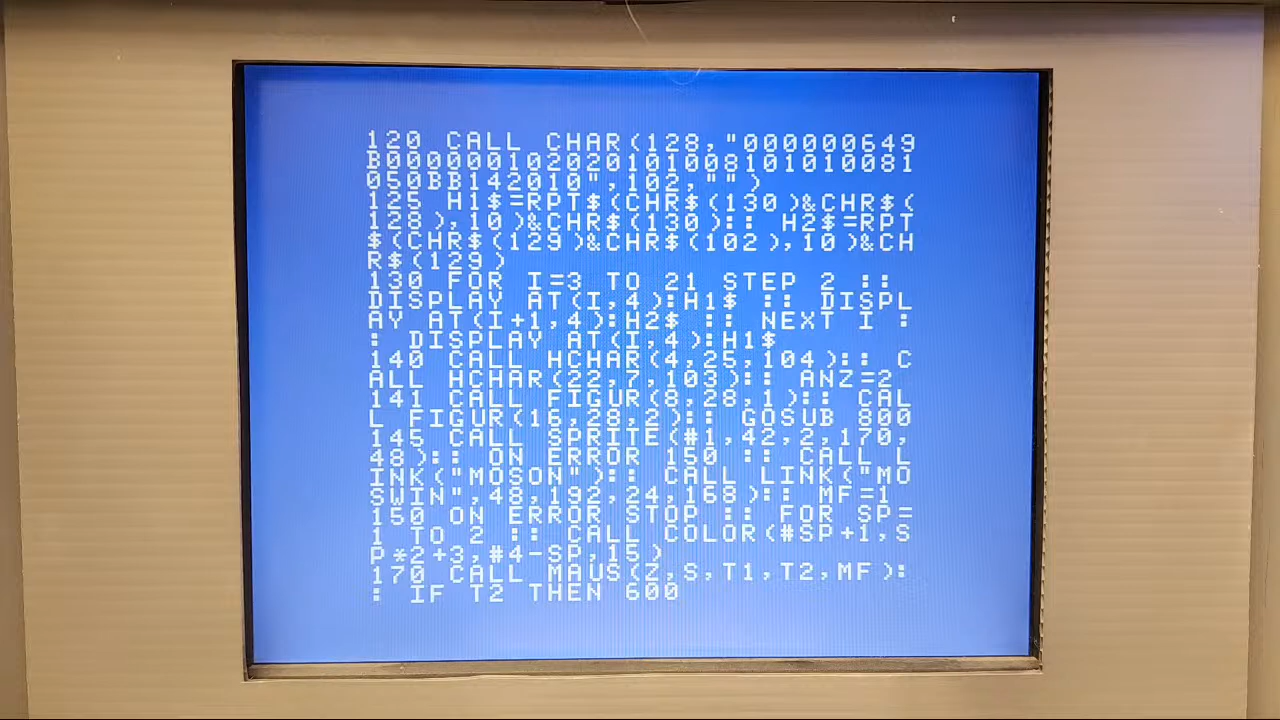 120 CALL CHAR(128,"000000649
B0000000102020101008101010081
050BB142010",102,"")
125 H1$=RPT$(CHR$(130)&CHR$(
128),10)&CHR$(130):: H2$=RPT
$(CHR$(129)&CHR$(102),10)&CH
R$(129)
130 FOR I=3 TO 21 STEP 2 ::
DISPLAY AT(I,4):H1$ :: DISPL
AY AT(I+1,4):H2$ :: NEXT I :
: DISPLAY AT(I,4):H1$
140 CALL HCHAR(4,25,104):: C
ALL HCHAR(22,7,103):: ANZ=2
141 CALL FIGUR(8,28,1):: CAL
L FIGUR(16,28,2):: GOSUB 800
145 CALL SPRITE(#1,42,2,170,
48):: ON ERROR 150 :: CALL L
INK("MOSON"):: CALL LINK("MO
SWIN",48,192,24,168):: MF=1
150 ON ERROR STOP :: FOR SP=
1 TO 2 :: CALL COLOR(#SP+1,S
P*2+3,#4-SP,15)
170 CALL MAUS(Z,S,T1,T2,MF):
: IF T2 THEN 600